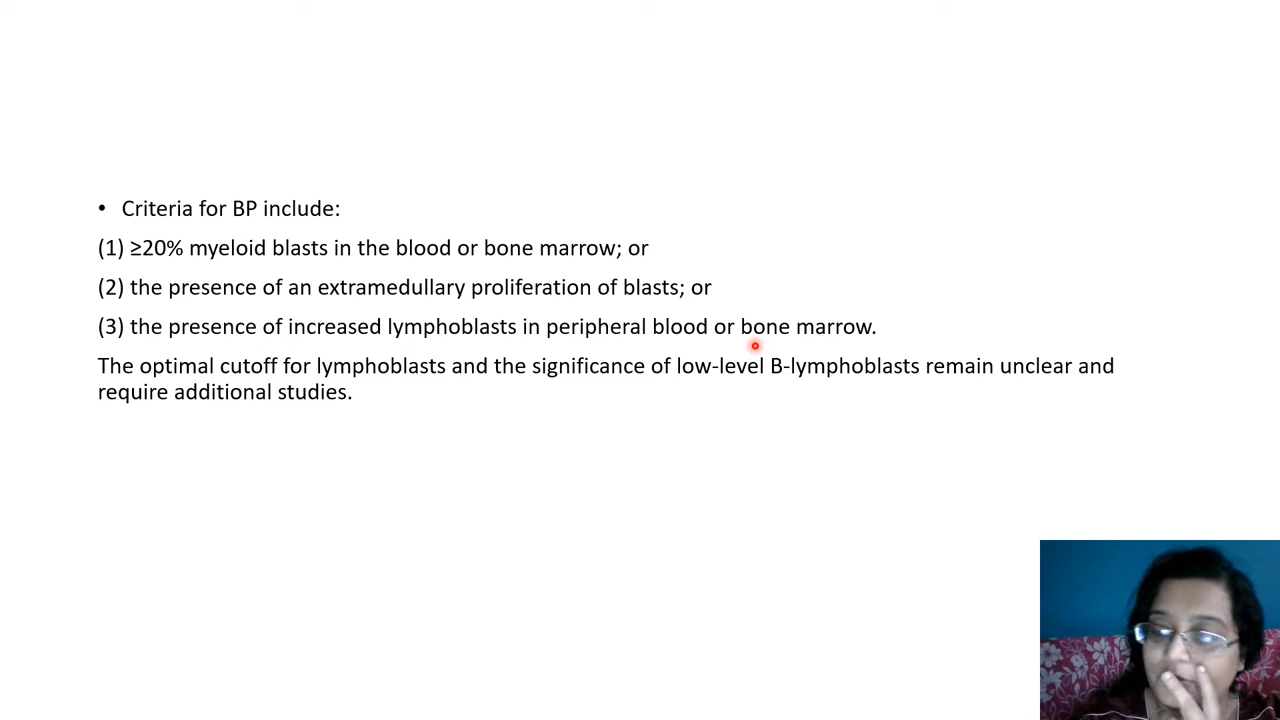 • Criteria for BP include:
(1) ≥20% myeloid blasts in the blood or bone marrow; or
(2) the presence of an extramedullary proliferation of blasts; or
(3) the presence of increased lymphoblasts in peripheral blood or bone marrow.
The optimal cutoff for lymphoblasts and the significance of low-level B-lymphoblasts remain unclear and
require additional studies.